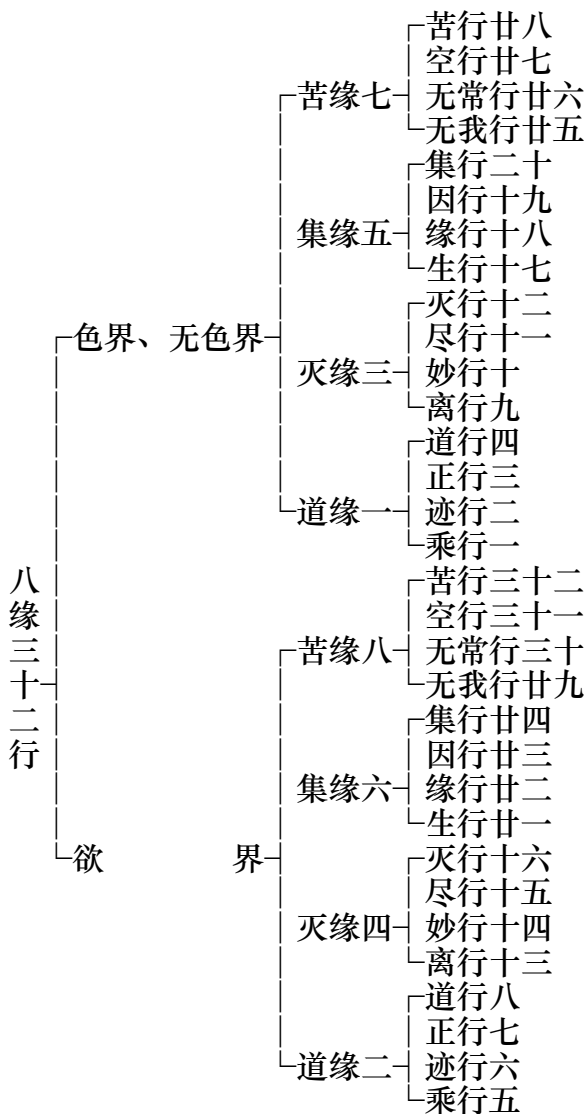 八缘三十二行
色界、无色界
苦缘七
苦行廿八
空行廿七
无常行廿六
无我行廿五
集缘五
集行二十
因行十九
缘行十八
生行十七
灭缘三
灭行十二
尽行十一
妙行十
离行九
道缘一
道行四
正行三
迹行二
乘行一
欲 界
苦缘八
苦行三十二
空行三十一
无常行三十
无我行廿九
集缘六
集行廿四
因行廿三
缘行廿二
生行廿一
灭缘四
灭行十六
尽行十五
妙行十四
离行十三
道缘二
道行八
正行七
迹行六
乘行五